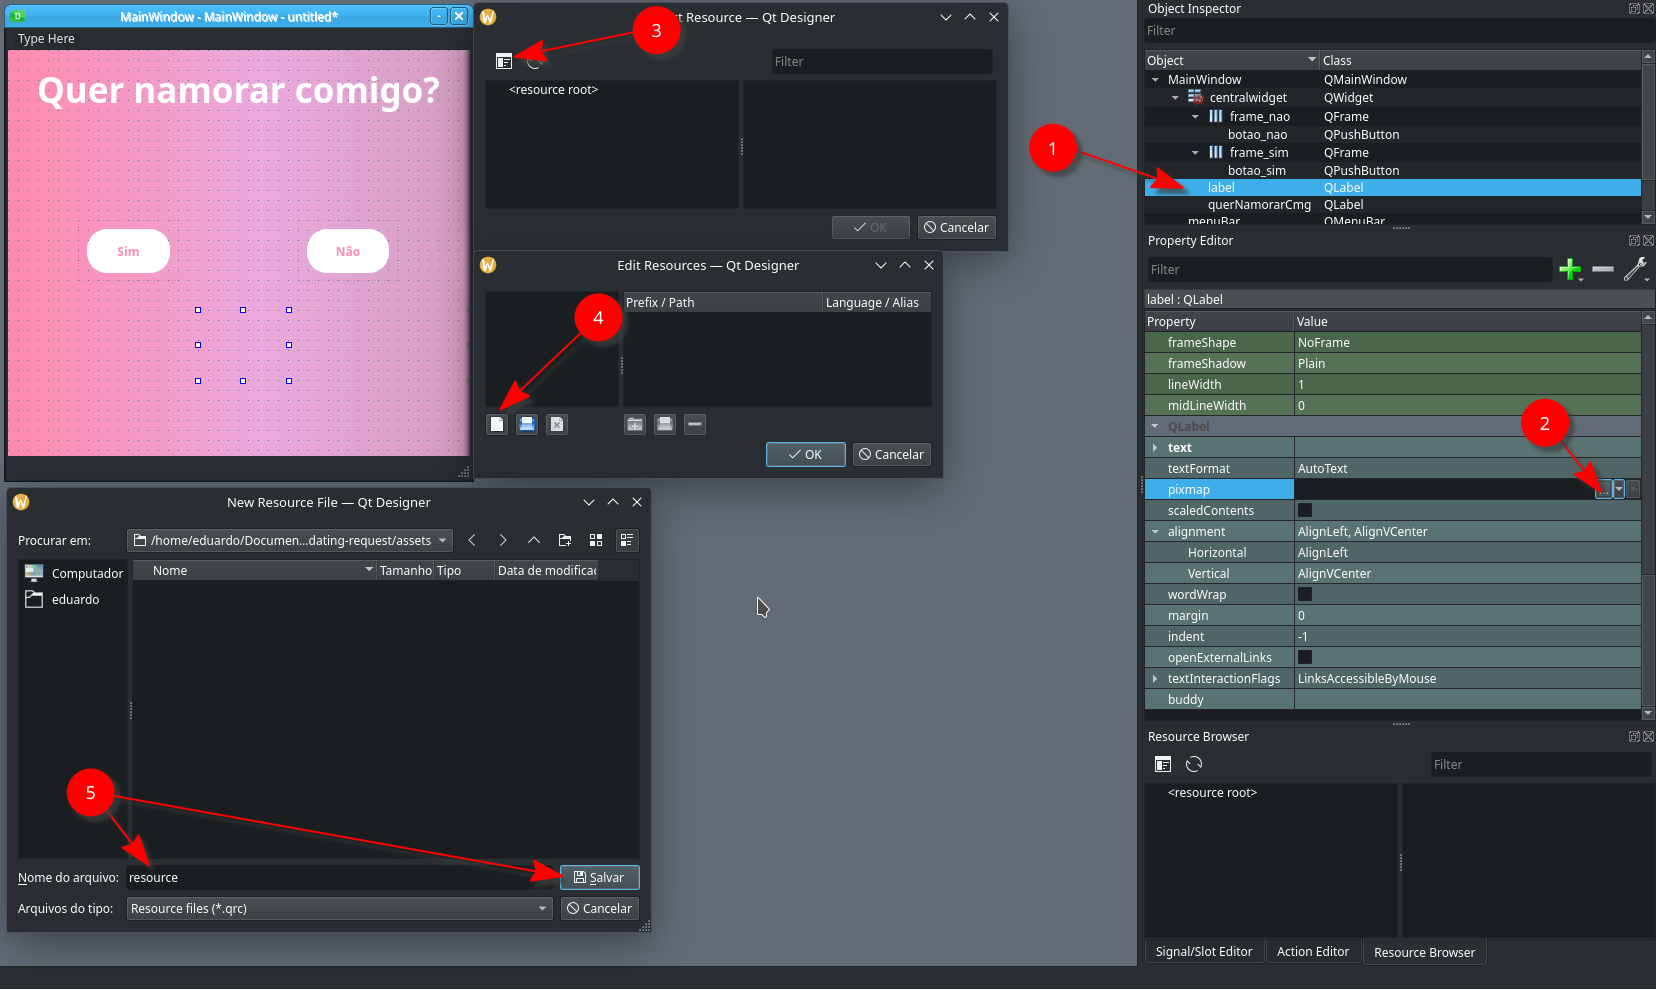 MainWindow - MainWindow - untitled*
Type Here
Quer namorar comigo?
Sim
Não
t Resource — Qt Designer
3
Filter
<resource root>
OK
Cancelar
Edit Resources — Qt Designer
4
Prefix / Path
Language / Alias
OK
Cancelar
New Resource File — Qt Designer
Procurar em:
/home/eduardo/Documen...dating-request/assets
Computador
eduardo
Nome
Tamanho
Tipo
Data de modificaç
5
Nome do arquivo:
resource
Salvar
Arquivos do tipo:
Resource files (*.qrc)
Cancelar
Object Inspector
Filter
Object
Class
MainWindow
QMainWindow
centralwidget
QWidget
frame_nao
QFrame
botao_nao
QPushButton
frame_sim
QFrame
botao_sim
QPushButton
label
QLabel
querNamorarCmg
QLabel
menuBar
QMenuBar
1
Property Editor
Filter
label : QLabel
Property
Value
frameShape
NoFrame
frameShadow
Plain
lineWidth
1
midLineWidth
0
QLabel
text
textFormat
AutoText
pixmap
...
2
scaledContents
alignment
AlignLeft, AlignVCenter
Horizontal
AlignLeft
Vertical
AlignVCenter
wordWrap
margin
0
indent
-1
openExternalLinks
textInteractionFlags
LinksAccessibleByMouse
buddy
Resource Browser
Filter
<resource root>
Signal/Slot Editor
Action Editor
Resource Browser